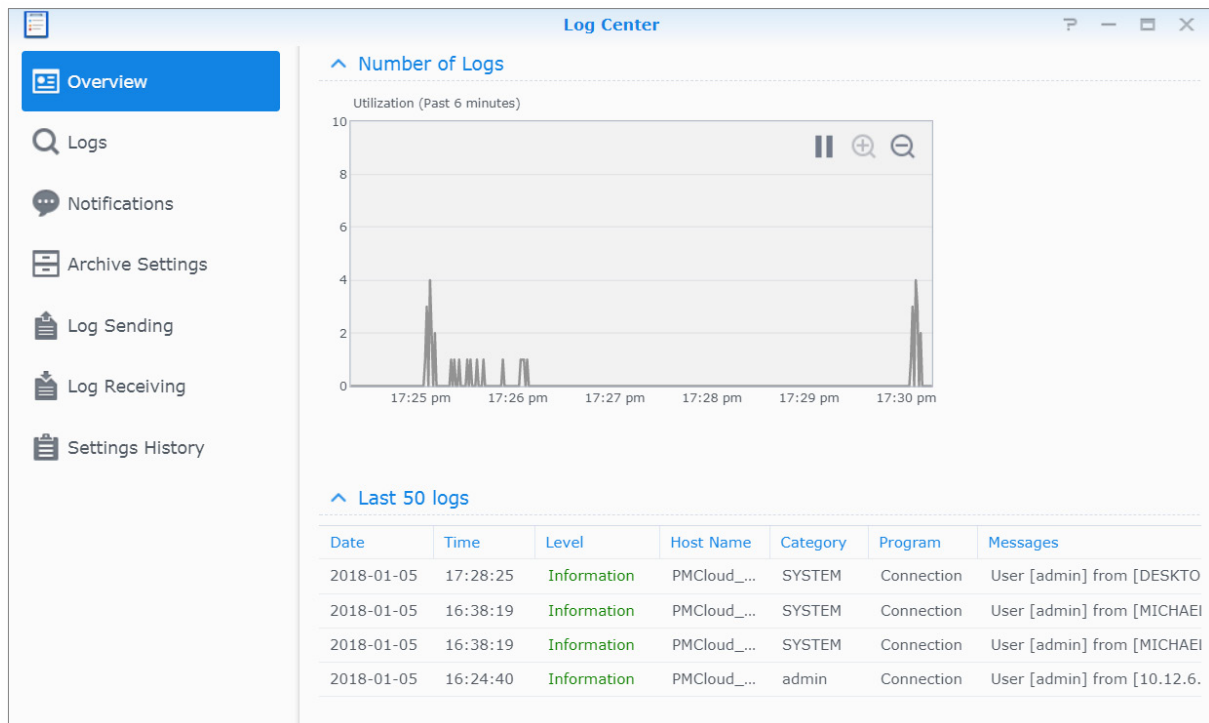 Log Center
Overview
Logs
Notifications
Archive Settings
Log Sending
Log Receiving
Settings History
Number of Logs
Utilization (Past 6 minutes)
10
8
6
4
2
0
17:25 pm 17:26 pm 17:27 pm 17:28 pm 17:29 pm 17:30 pm
Last 50 logs
Date Time Level Host Name Category Program Messages
2018-01-05 17:28:25 Information PMCloud_... SYSTEM Connection User [admin] from [DESKTO
2018-01-05 16:38:19 Information PMCloud_... SYSTEM Connection User [admin] from [MICHAEL
2018-01-05 16:38:19 Information PMCloud_... SYSTEM Connection User [admin] from [MICHAEL
2018-01-05 16:24:40 Information PMCloud_... admin Connection User [admin] from [10.12.6.